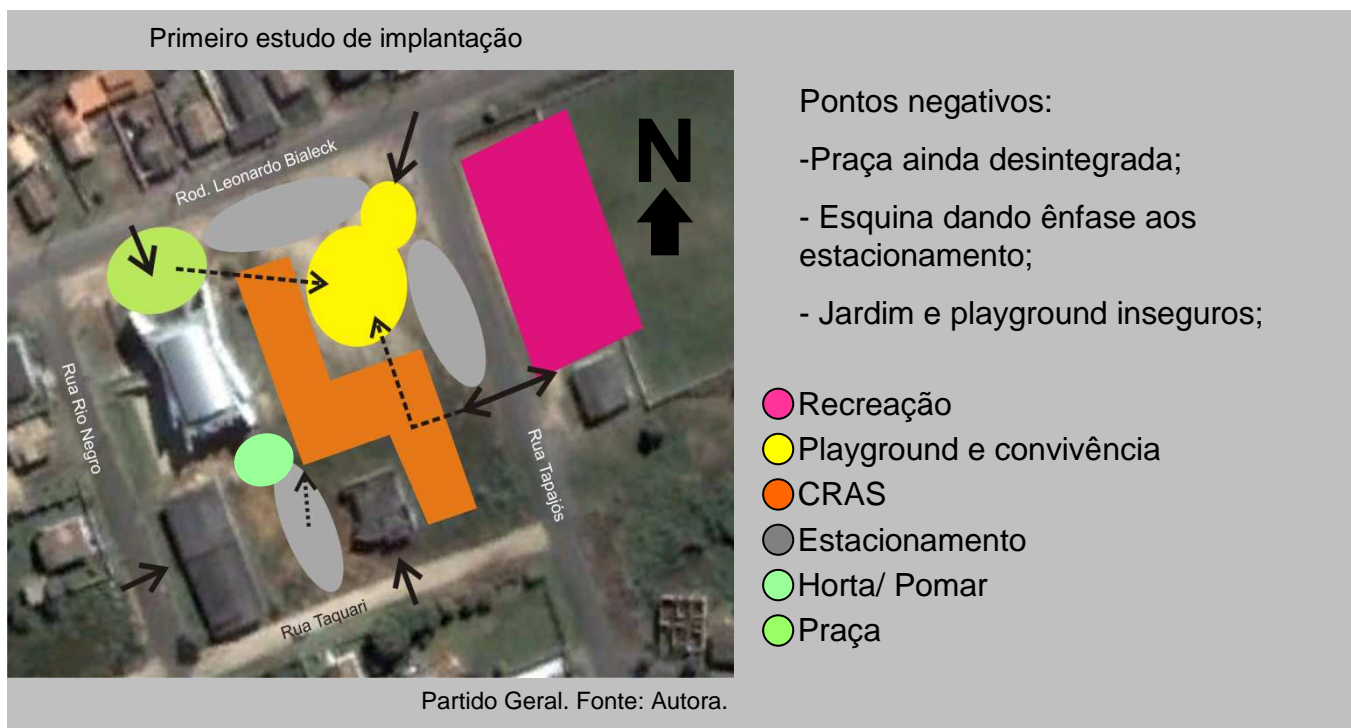 Primeiro estudo de implantação
Rod. Leonardo Bialeck
N
Rua Rio Negro
Rua Tapajós
Rua Taquari
Partido Geral. Fonte: Autora.
Pontos negativos:
-Praça ainda desintegrada;
- Esquina dando ênfase aos
estacionamento;
- Jardim e playground inseguros;
Recreação
Playground e convivência
CRAS
Estacionamento
Horta/ Pomar
Praça